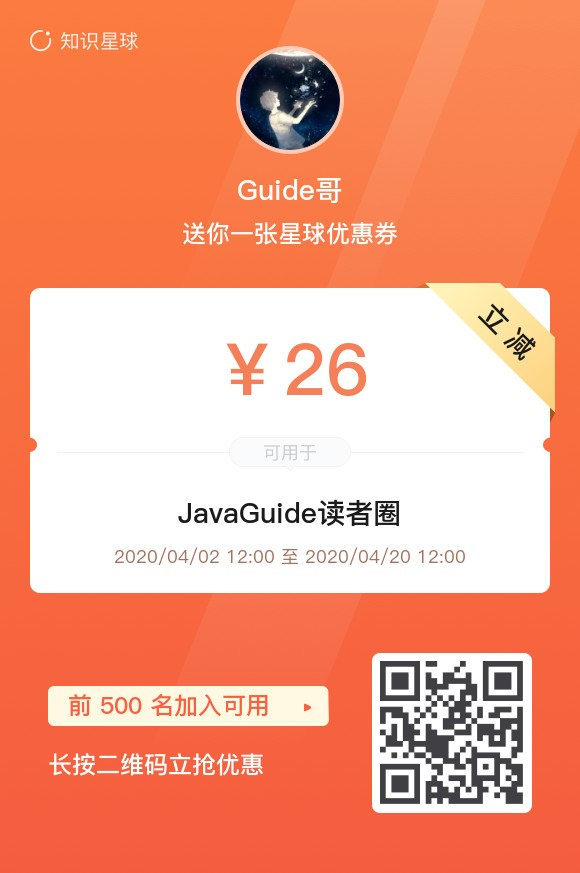 知识星球
Guide哥
送你一张星球优惠券
立减
¥ 26
可用于
JavaGuide读者圈
2020/04/02 12:00 至 2020/04/20 12:00
前 500 名加入可用
长按二维码立抢优惠